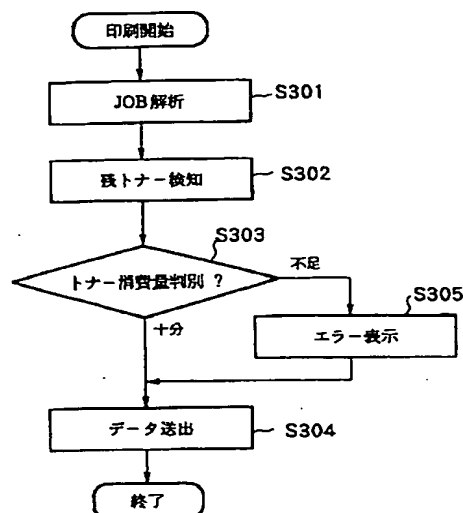 印刷開始
JOB解析
S301
残トナー検知
S302
S303
トナー消費量判別？
不足
十分
S305
エラー表示
データ送出
S304
終了